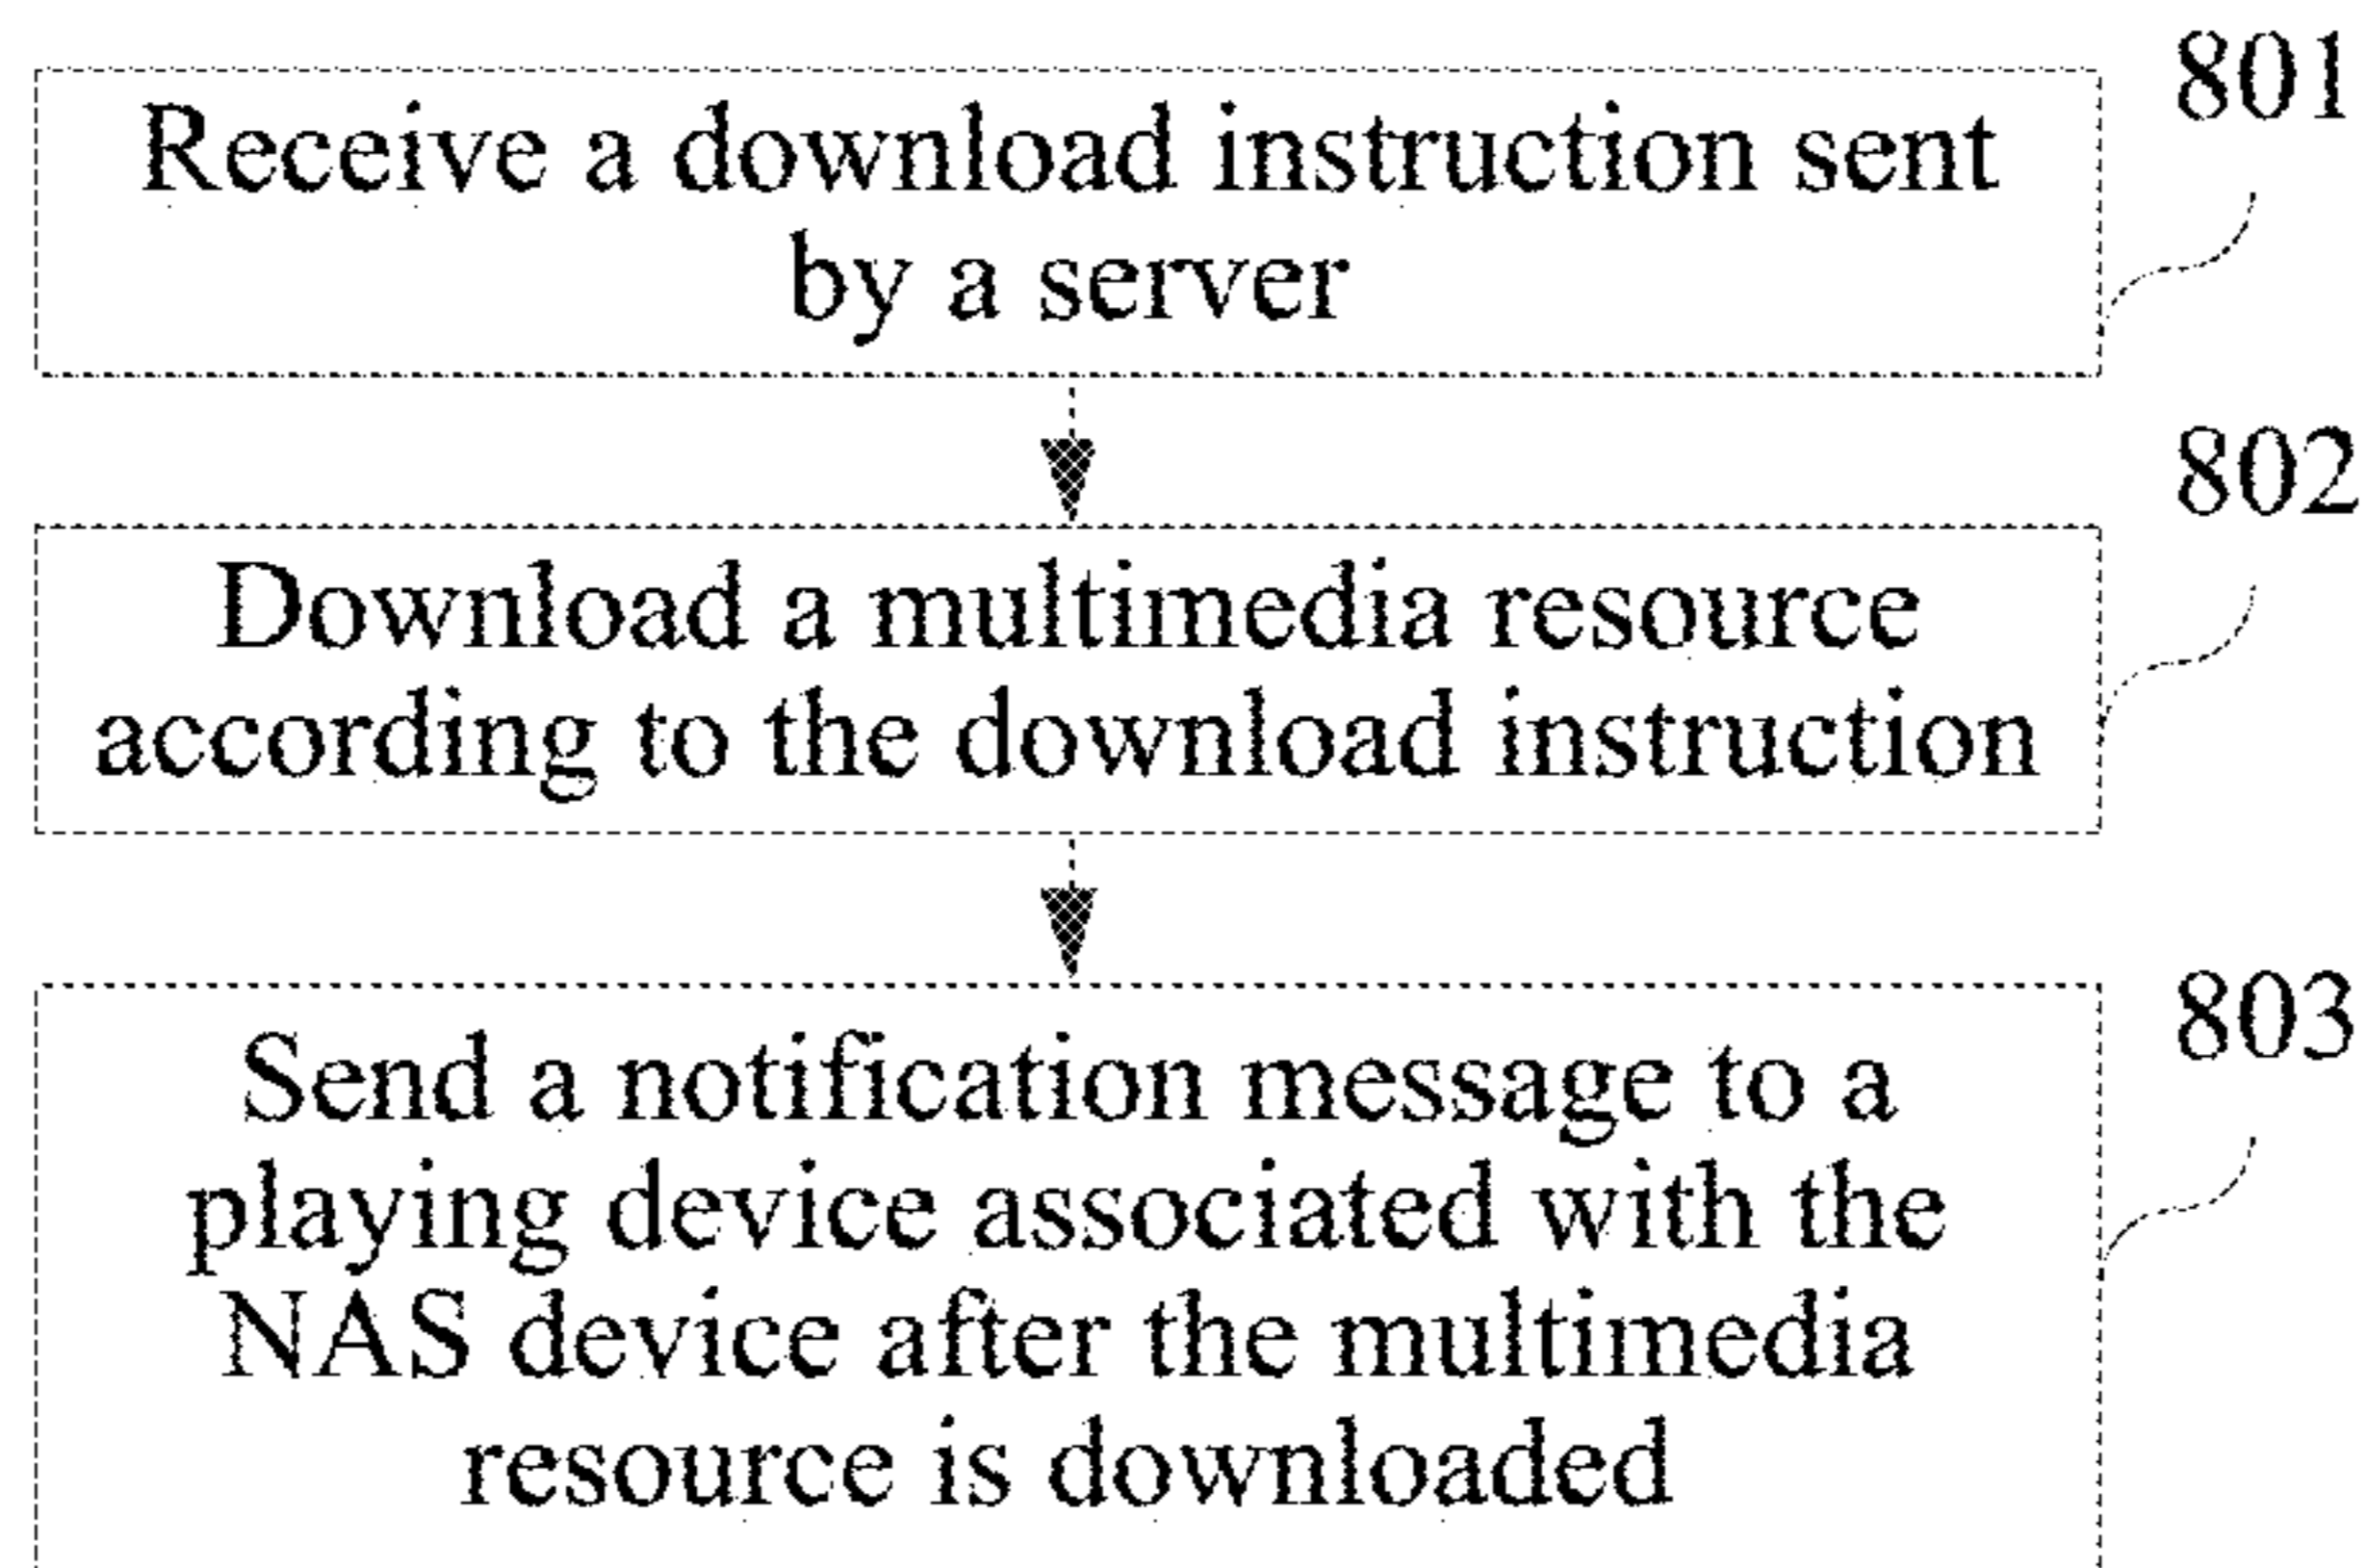 801
Receive a download instruction sent
by a server
802
Download a multimedia resource
according to the download instruction
803
Send a notification message to a
playing device associated with the
NAS device after the multimedia
resource is downloaded